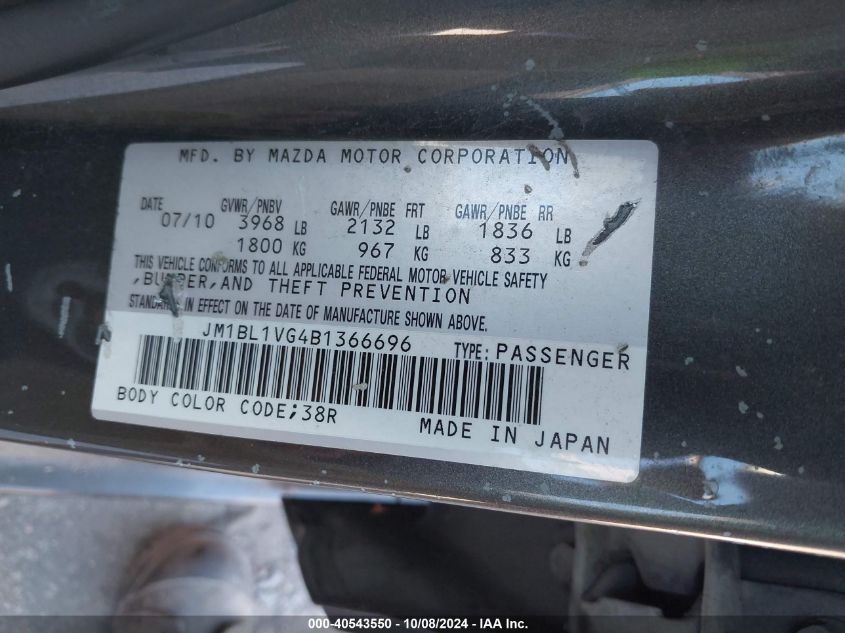 MFD. BY MAZDA MOTOR CORPORATION
DATE GVWR/PNBV GAWR/PNBE FRT GAWR/PNBE RR
07/10 3968 LB 2132 LB 1836 LB
1800 KG 967 KG 833 KG
THIS VEHICLE CONFORMS TO ALL APPLICABLE FEDERAL MOTOR VEHICLE SAFETY
,BUMPER,AND THEFT PREVENTION
STANDARDS IN EFFECT ON THE DATE OF MANUFACTURE SHOWN ABOVE.
JM1BL1VG4B1366696 TYPE: PASSENGER
BODY COLOR CODE;38R
MADE IN JAPAN
000-40543550 - 10/08/2024 - IAA Inc.